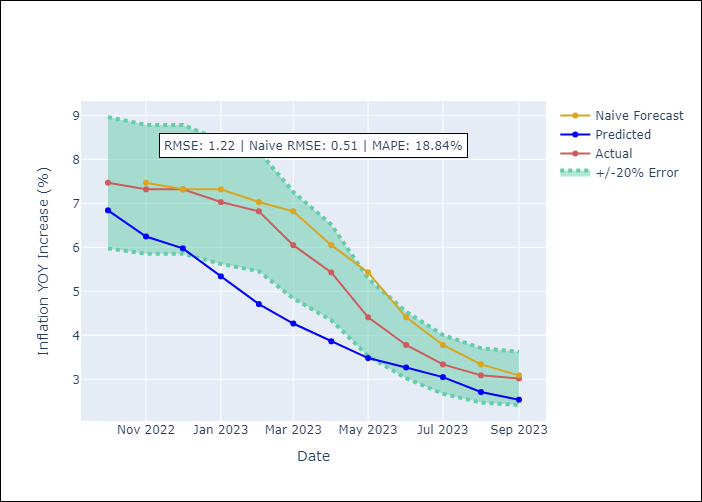 9
8
7
6
5
4
3
Inflation YOY Increase (%)
RMSE: 1.22 | Naive RMSE: 0.51 | MAPE: 18.84%
Nov 2022 Jan 2023 Mar 2023 May 2023 Jul 2023 Sep 2023
Date
Naive Forecast
Predicted
Actual
+/-20% Error